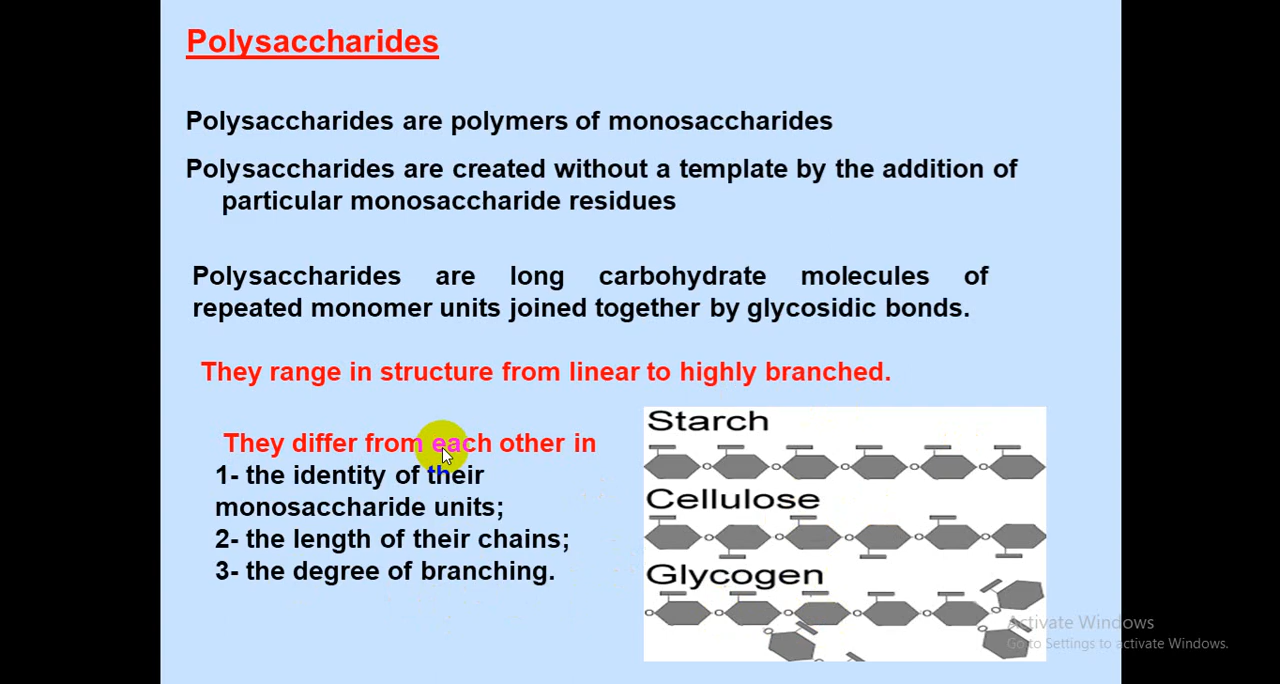 Polysaccharides
Polysaccharides are polymers of monosaccharides
Polysaccharides are created without a template by the addition of
particular monosaccharide residues
Polysaccharides are long carbohydrate molecules of
repeated monomer units joined together by glycosidic bonds.
They range in structure from linear to highly branched.
They differ from each other in
1- the identity of their
monosaccharide units;
2- the length of their chains;
3- the degree of branching.
Starch
Cellulose
Glycogen
Activate Windows
Go to Settings to activate Windows.